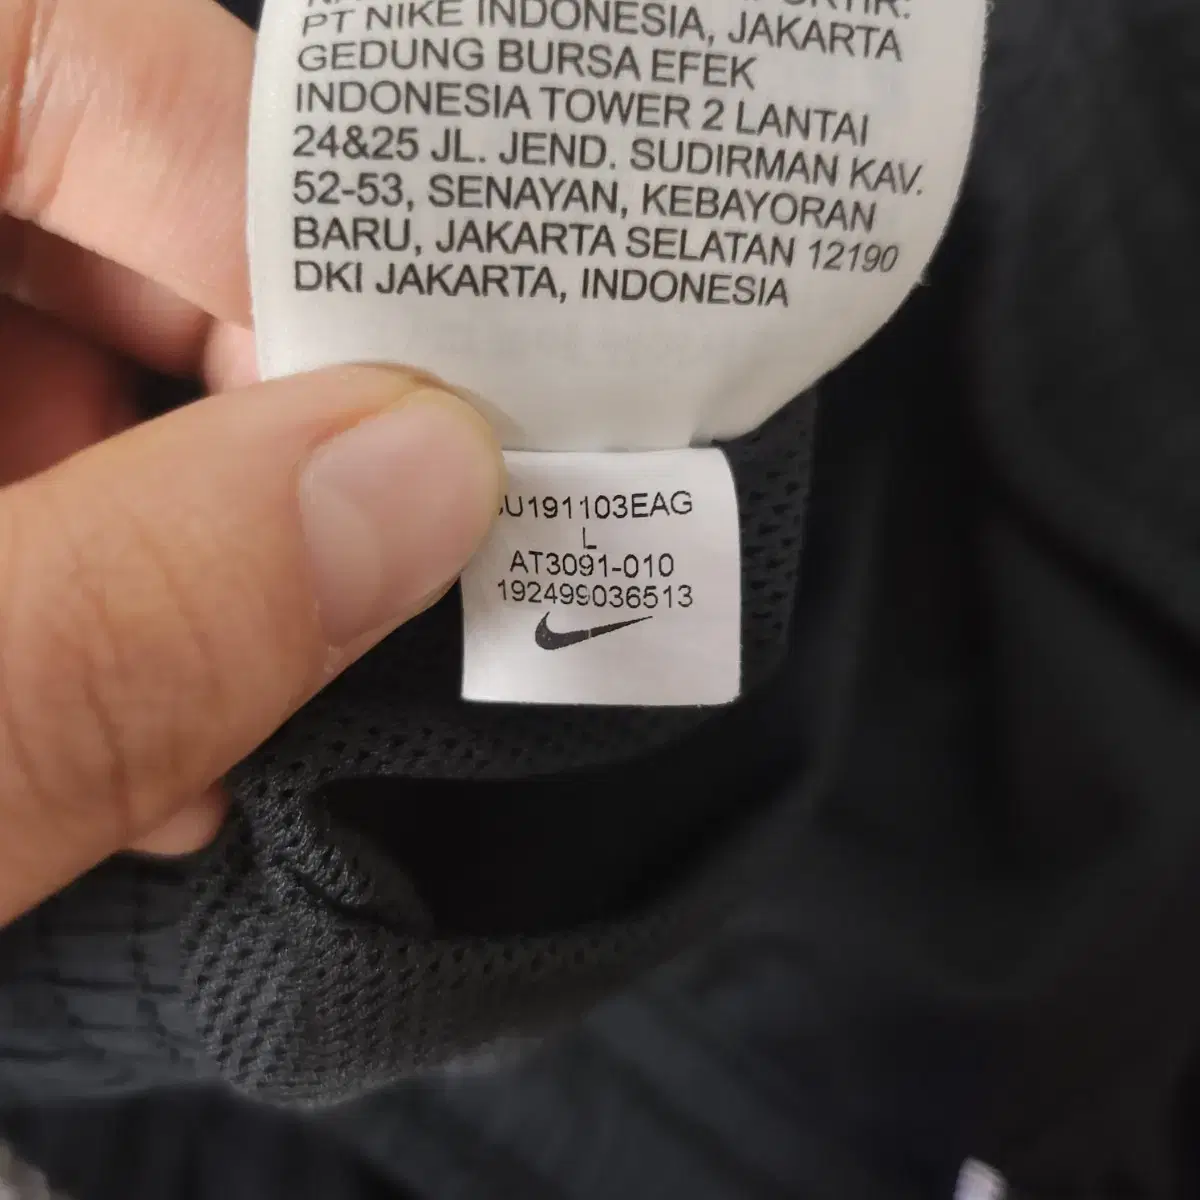 PT NIKE INDONESIA, JAKARTA
GEDUNG BURSA EFEK
INDONESIA TOWER 2 LANTAI
24&25 JL. JEND. SUDIRMAN KAV.
52-53, SENAYAN, KEBAYORAN
BARU, JAKARTA SELATAN 12190
DKI JAKARTA, INDONESIA
U191103EAG
L
AT3091-010
192499036513